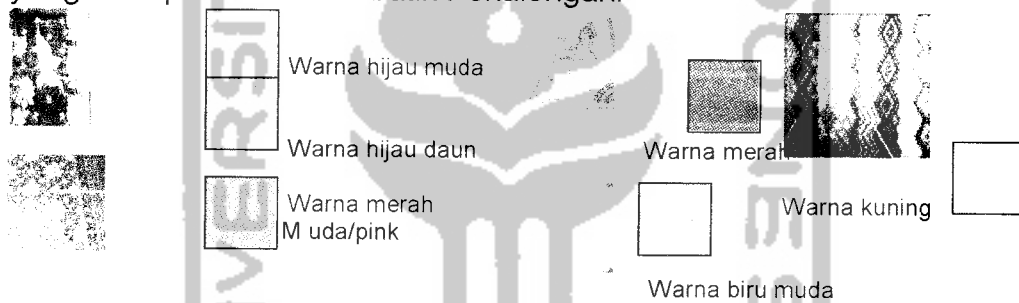 Warna hijau muda
Warna hijau daun
Warna merah
Warna merah
M uda/pink
Warna kuning
Warna biru muda